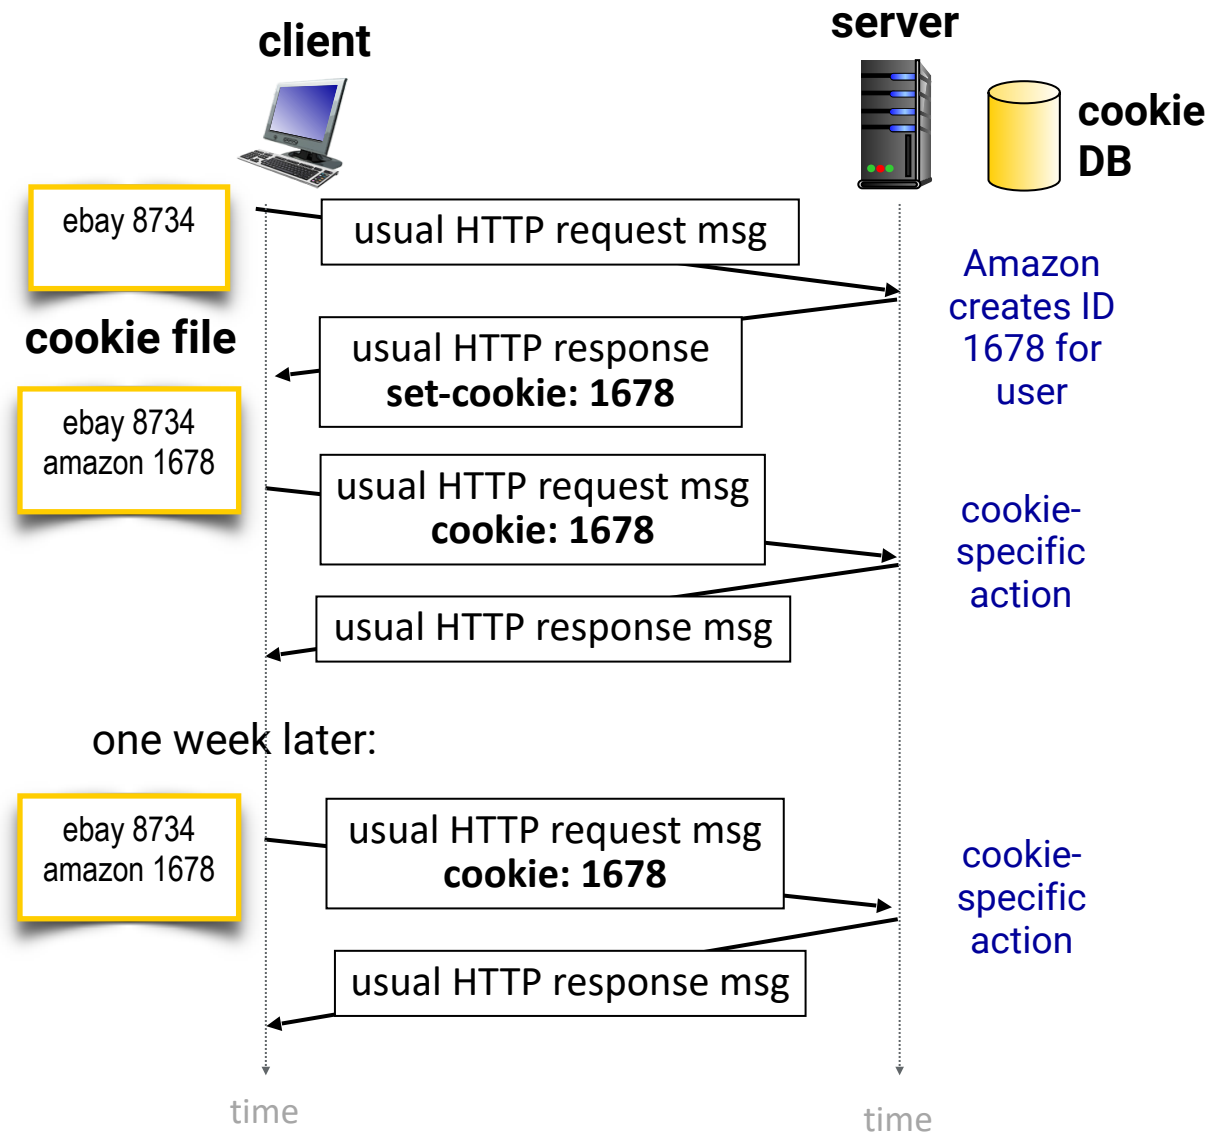 client
server
cookie
DB
ebay 8734
usual HTTP request msg
Amazon
creates ID
1678 for
user
cookie file
usual HTTP response
set-cookie: 1678
ebay 8734
amazon 1678
usual HTTP request msg
cookie: 1678
cookie-
specific
action
usual HTTP response msg
one week later:
ebay 8734
amazon 1678
usual HTTP request msg
cookie: 1678
cookie-
specific
action
usual HTTP response msg
time
time